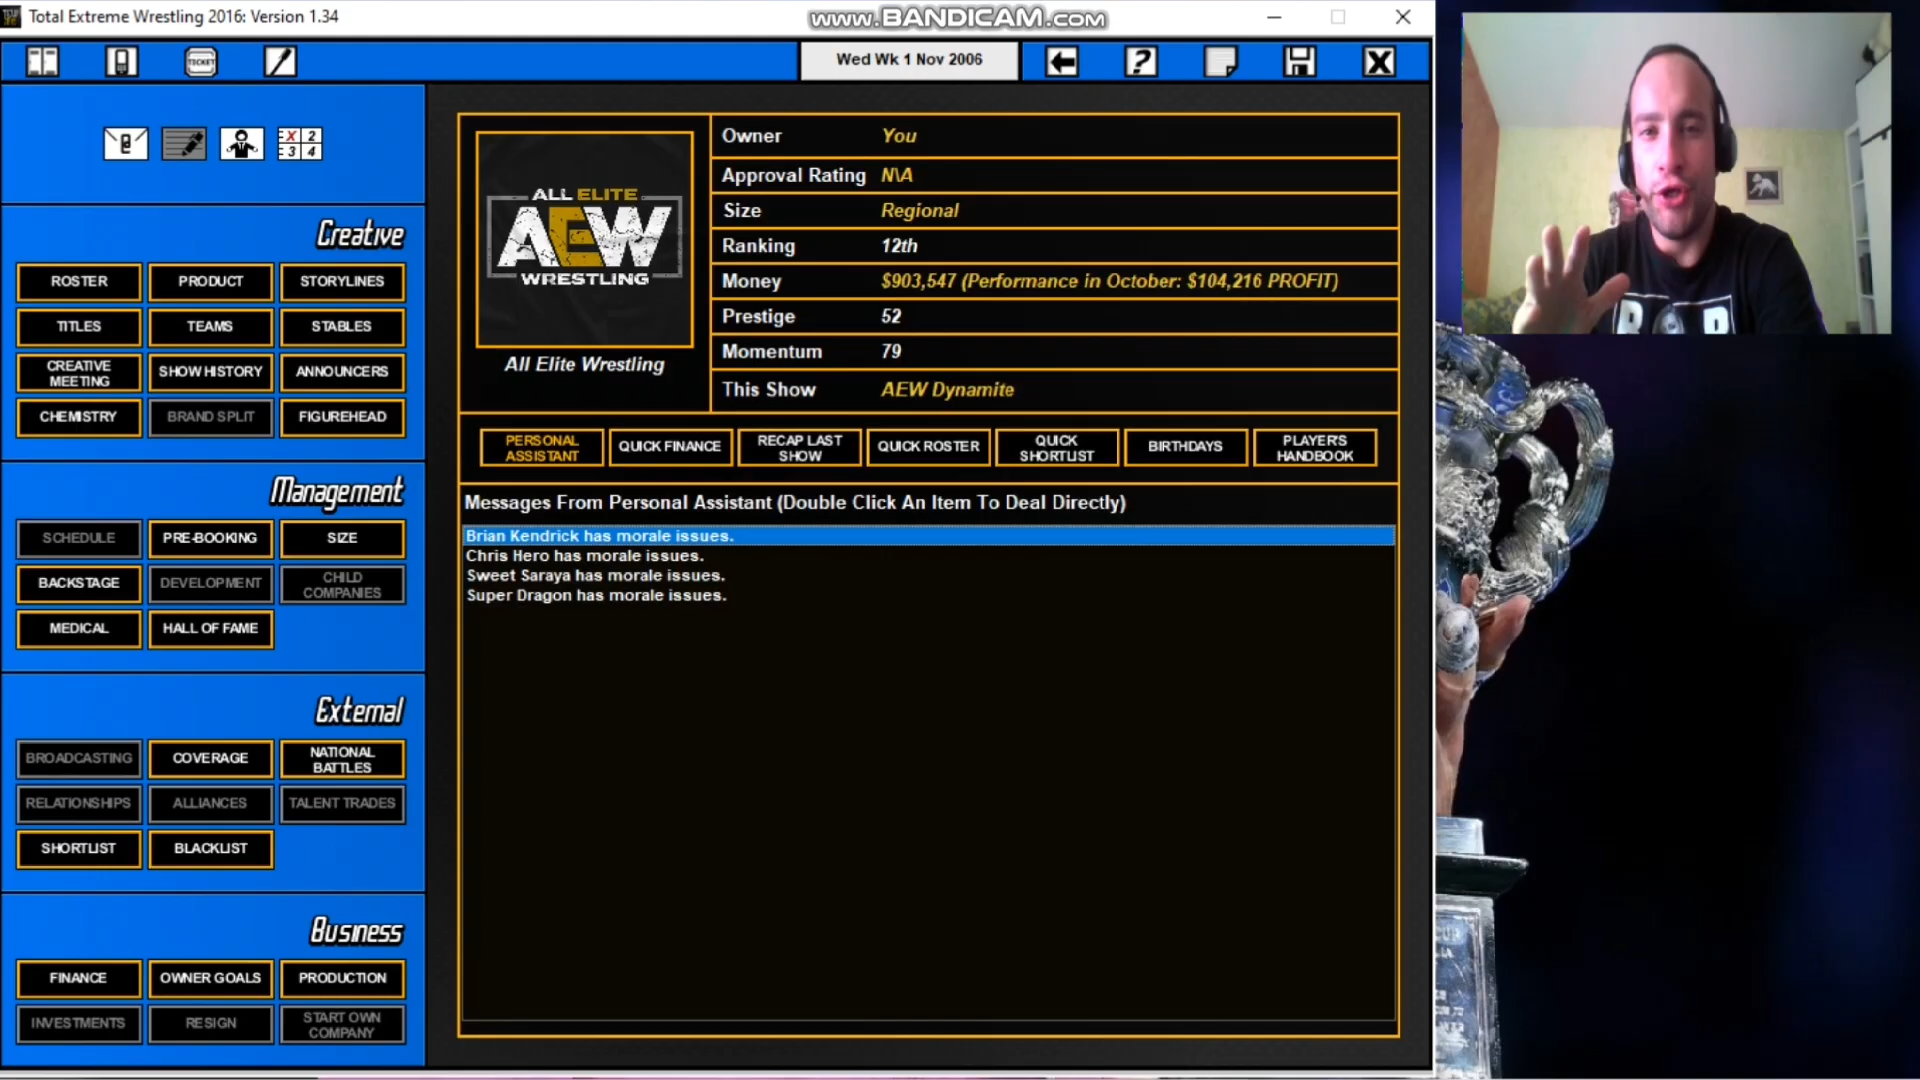 Total Extreme Wrestling 2016: Version 1.34
www.BANDICAM.com
TICKET
Wed Wk 1 Nov 2006
?
X
e
X 2
3 4
Creative
ROSTER
PRODUCT
STORYLINES
TITLES
TEAMS
STABLES
CREATIVE
MEETING
SHOW HISTORY
ANNOUNCERS
CHEMISTRY
BRAND SPLIT
FIGUREHEAD
Management
SCHEDULE
PRE-BOOKING
SIZE
BACKSTAGE
DEVELOPMENT
CHILD
COMPANIES
MEDICAL
HALL OF FAME
External
BROADCASTING
COVERAGE
NATIONAL
BATTLES
RELATIONSHIPS
ALLIANCES
TALENT TRADES
SHORTLIST
BLACKLIST
Business
FINANCE
OWNER GOALS
PRODUCTION
INVESTMENTS
RESIGN
START OWN
COMPANY
ALL ELITE
AEW
WRESTLING
All Elite Wrestling
Owner You
Approval Rating N\A
Size Regional
Ranking 12th
Money $903,547 (Performance in October: $104,216 PROFIT)
Prestige 52
Momentum 79
This Show AEW Dynamite
PERSONAL
ASSISTANT
QUICK FINANCE
RECAP LAST
SHOW
QUICK ROSTER
QUICK
SHORTLIST
BIRTHDAYS
PLAYER'S
HANDBOOK
Messages From Personal Assistant (Double Click An Item To Deal Directly)
Brian Kendrick has morale issues.
Chris Hero has morale issues.
Sweet Saraya has morale issues.
Super Dragon has morale issues.